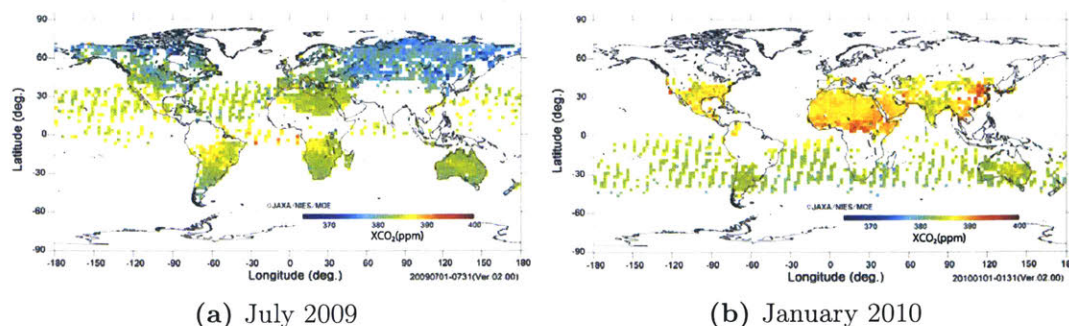 90
60
30
0
-30
-60
-90
Latitude (deg.)
©JAXA/NIES/MOE
370 380 390 400
XCO₂(ppm)
-180 -150 -120 -90 -60 -30 0 30 60 90 120 150 180
Longitude (deg.)
20090701-0731(Ver.02.00)
(a) July 2009
90
60
30
0
-30
-60
-90
Latitude (deg.)
©JAXA/NIES/MOE
370 380 390 400
XCO₂(ppm)
-180 -150 -120 -90 -60 -30 0 30 60 90 120 150 180
Longitude (deg.)
20100101-0131(Ver.02.00)
(b) January 2010